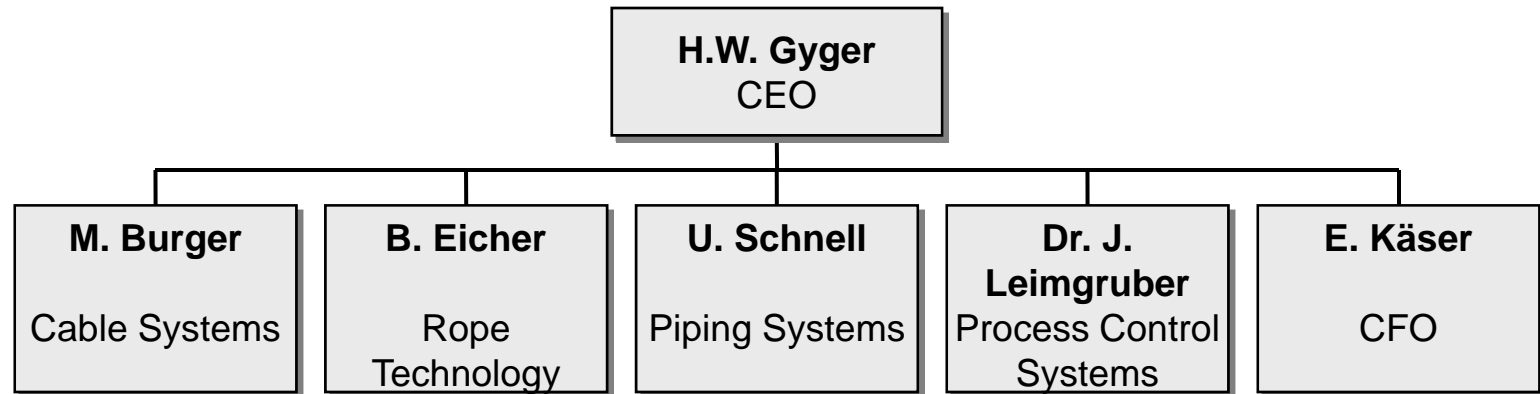 H.W. Gyger
CEO
M. Burger
Cable Systems
B. Eicher
Rope
Technology
U. Schnell
Piping Systems
Dr. J.
Leimgruber
Process Control
Systems
E. Käser
CFO